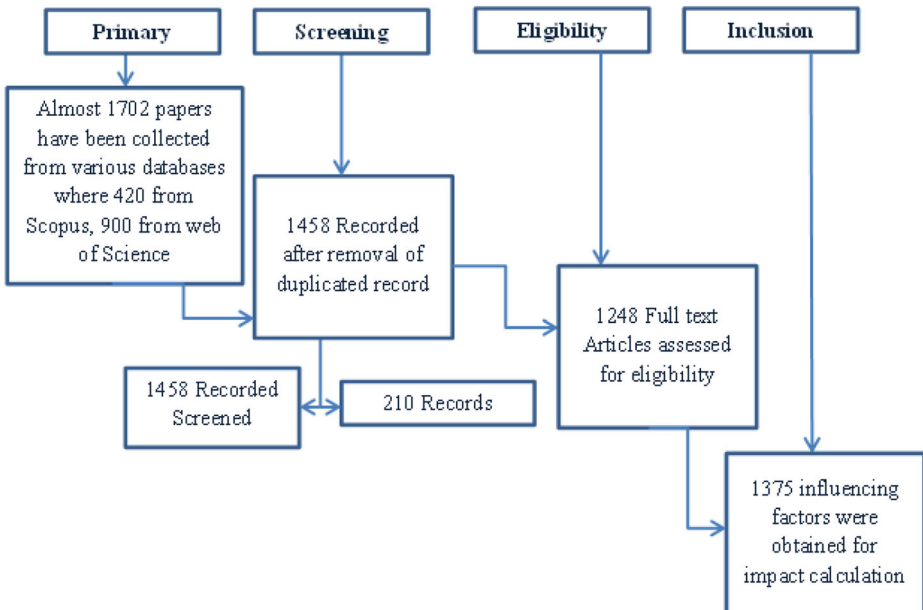 Primary
Screening
Eligibility
Inclusion
Almost 1702 papers
have been collected
from various databases
where 420 from
Scopus, 900 from web
of Science
1458 Recorded
after removal of
duplicated record
1248 Full text
Articles assessed
for eligibility
1458 Recorded
Screened
210 Records
1375 influencing
factors were
obtained for
impact calculation